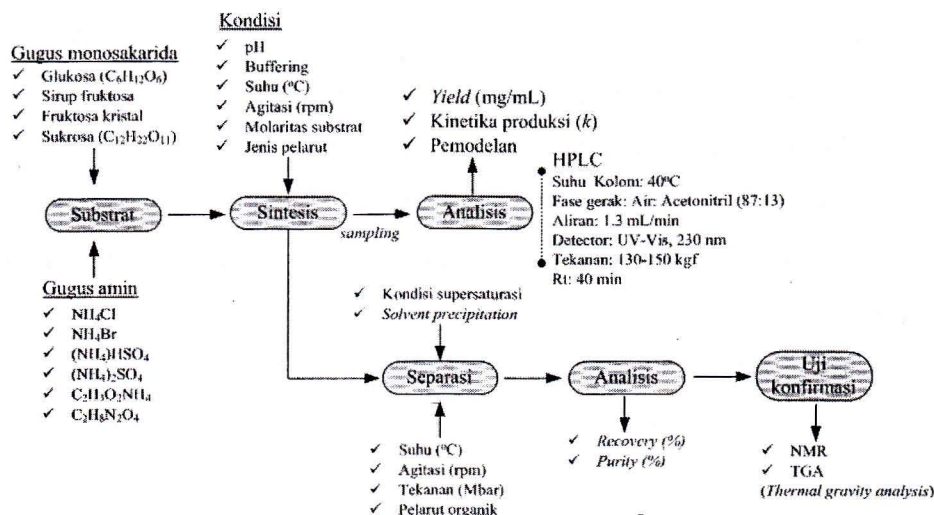 Gugus monosakarida
✓ Glukosa (C₆H₁₂O₆)
✓ Sirup fruktosa
✓ Fruktosa kristal
✓ Sukrosa (C₁₂H₂₂O₁₁)
Kondisi
✓ pH
✓ Buffering
✓ Suhu (°C)
✓ Agitasi (rpm)
✓ Molaritas substrat
✓ Jenis pelarut
✓ Yield (mg/mL)
✓ Kinetika produksi (k)
✓ Pemodelan
HPLC
Suhu Kolom: 40°C
Fase gerak: Air: Acetonitril (87:13)
Aliran: 1.3 mL/min
Detector: UV-Vis, 230 nm
Tekanan: 130-150 kgf
Rt: 40 min
Substrat
Sintesis
sampling
Analisis
Gugus amin
✓ NH₄Cl
✓ NH₄Br
✓ (NH₄)HSO₄
✓ (NH₄)₂SO₄
✓ C₂H₃O₂NH₄
✓ C₂H₈N₂O₄
✓ Kondisi supersaturasi
✓ Solvent precipitation
Separasi
Analisis
Uji
konfirmasi
✓ Suhu (°C)
✓ Agitasi (rpm)
✓ Tekanan (Mbar)
✓ Pelarut organik
✓ Recovery (%)
✓ Purity (%)
✓ NMR
✓ TGA
(Thermal gravity analysis)